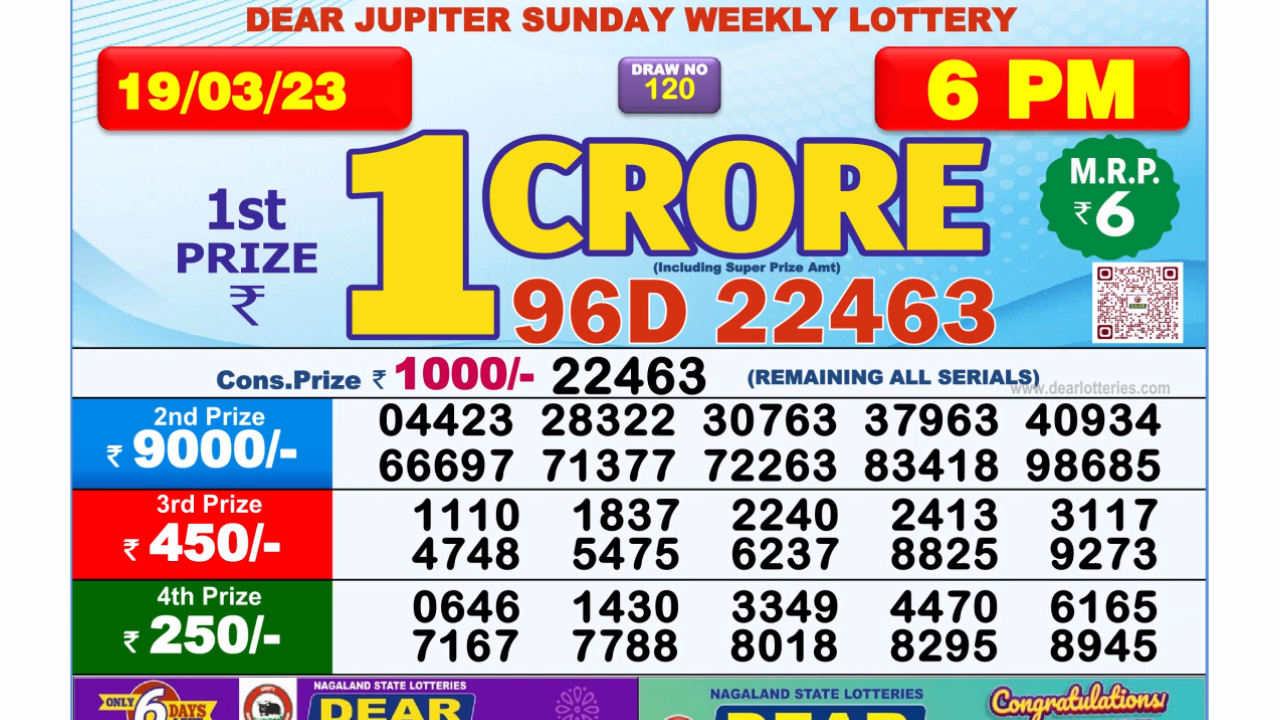 DEAR JUPITER SUNDAY WEEKLY LOTTERY
19/03/23
DRAW NO
120
6 PM
1st
PRIZE
₹
1 CRORE
(Including Super Prize Amt)
96D 22463
M.R.P.
₹ 6
Cons.Prize ₹ 1000/- 22463 (REMAINING ALL SERIALS)
www.dearlotteries.com
2nd Prize
₹ 9000/-
04423 28322 30763 37963 40934
66697 71377 72263 83418 98685
3rd Prize
₹ 450/-
1110 1837 2240 2413 3117
4748 5475 6237 8825 9273
4th Prize
₹ 250/-
0646 1430 3349 4470 6165
7167 7788 8018 8295 8945
ONLY
6 DAYS
NAGALAND STATE LOTTERIES
DEAR
NAGALAND STATE LOTTERIES
DEAR
Congratulations!